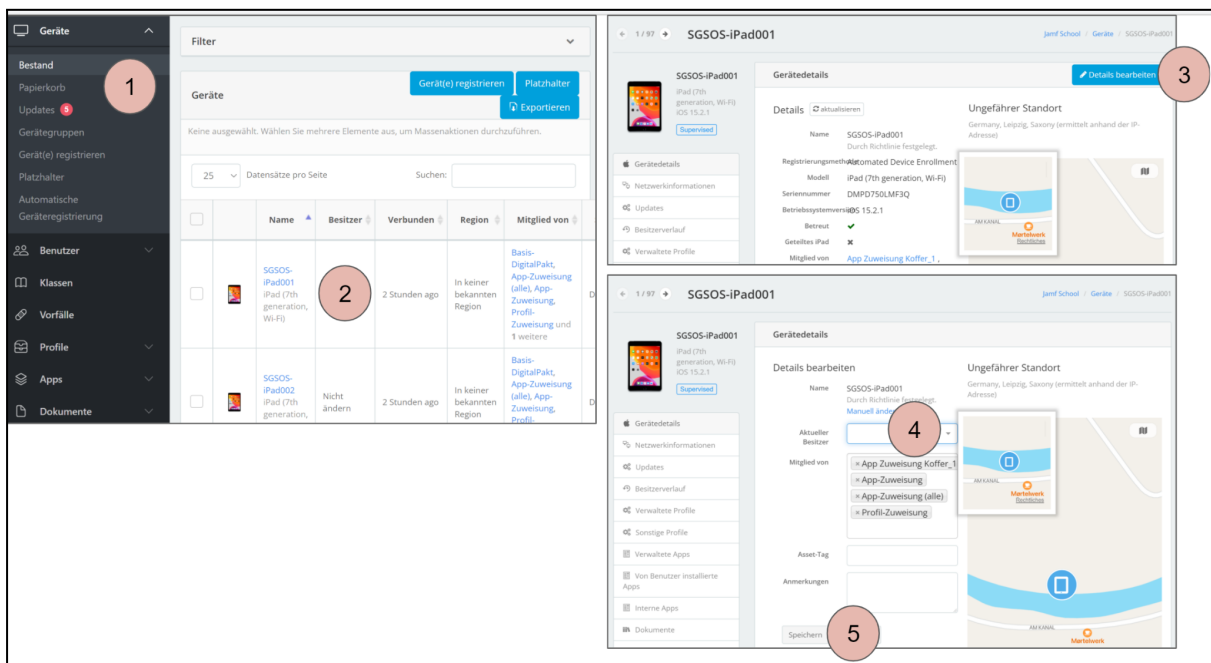 Geräte
Bestand
Papierkorb
Updates 5
Gerätegruppen
Gerät(e) registrieren
Platzhalter
Automatische
Geräteregistrierung
Benutzer
Klassen
Vorfälle
Profile
Apps
Dokumente
1
Filter
Geräte
Gerät(e) registrieren
Platzhalter
Exportieren
Keine ausgewählt. Wählen Sie mehrere Elemente aus, um Massenaktionen durchzuführen.
25 Datensätze pro Seite Suchen:
Name Besitzer Verbunden Region Mitglied von
SGSOS-
iPad001
iPad (7th
generation,
Wi-Fi)
2
2 Stunden ago
In keiner
bekannten
Region
Basis-
DigitalPakt,
App-Zuweisung
(alle), App-
Zuweisung,
Profil-
Zuweisung und
1 weitere
D
SGSOS-
iPad002
iPad (7th
generation,
Nicht
ändern
2 Stunden ago
In keiner
bekannten
Region
Basis-
DigitalPakt,
App-Zuweisung
(alle), App-
Zuweisung,
Profil-
D
1 / 97 SGSOS-iPad001
Jamf School / Geräte / SGSOS-iPad001
SGSOS-iPad001
iPad (7th
generation, Wi-Fi)
iOS 15.2.1
Supervised
Gerätedetails
Netzwerkinformationen
Updates
Besitzerverlauf
Verwaltete Profile
Gerätedetails
Details bearbeiten
3
Details aktualisieren
Name SGSOS-iPad001
Durch Richtlinie festgelegt.
Registrierungsmethode Automated Device Enrollment
Modell iPad (7th generation, Wi-Fi)
Seriennummer DMPD750LMF3Q
Betriebssystemversion iOS 15.2.1
Betreut
Geteiltes iPad
Mitglied von App Zuweisung Koffer_1 ,
Ungefährer Standort
Germany, Leipzig, Saxony (ermittelt anhand der IP-
Adresse)
AM KANAL
Mørtelwerk
Rechtliches
1 / 97 SGSOS-iPad001
Jamf School / Geräte / SGSOS-iPad001
SGSOS-iPad001
iPad (7th
generation, Wi-Fi)
iOS 15.2.1
Supervised
Gerätedetails
Netzwerkinformationen
Updates
Besitzerverlauf
Verwaltete Profile
Sonstige Profile
Verwaltete Apps
Von Benutzer installierte
Apps
Interne Apps
Dokumente
Gerätedetails
Details bearbeiten
Name SGSOS-iPad001
Durch Richtlinie festgelegt.
Manuell
Aktueller
Besitzer
4
Mitglied von
× App Zuweisung Koffer_1
× App-Zuweisung
× App-Zuweisung (alle)
× Profil-Zuweisung
Asset-Tag
Anmerkungen
Speichern
5
Ungefährer Standort
Germany, Leipzig, Saxony (ermittelt anhand der IP-
Adresse)
AM KANAL
Mørtelwerk
Rechtliches
AM KANAL
Mørtelwerk